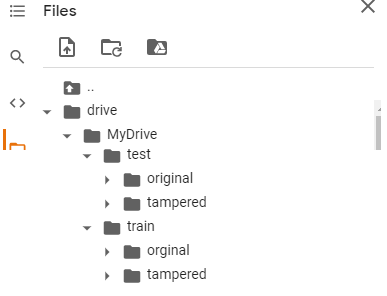 Files
..
drive
MyDrive
test
original
tampered
train
orginal
tampered